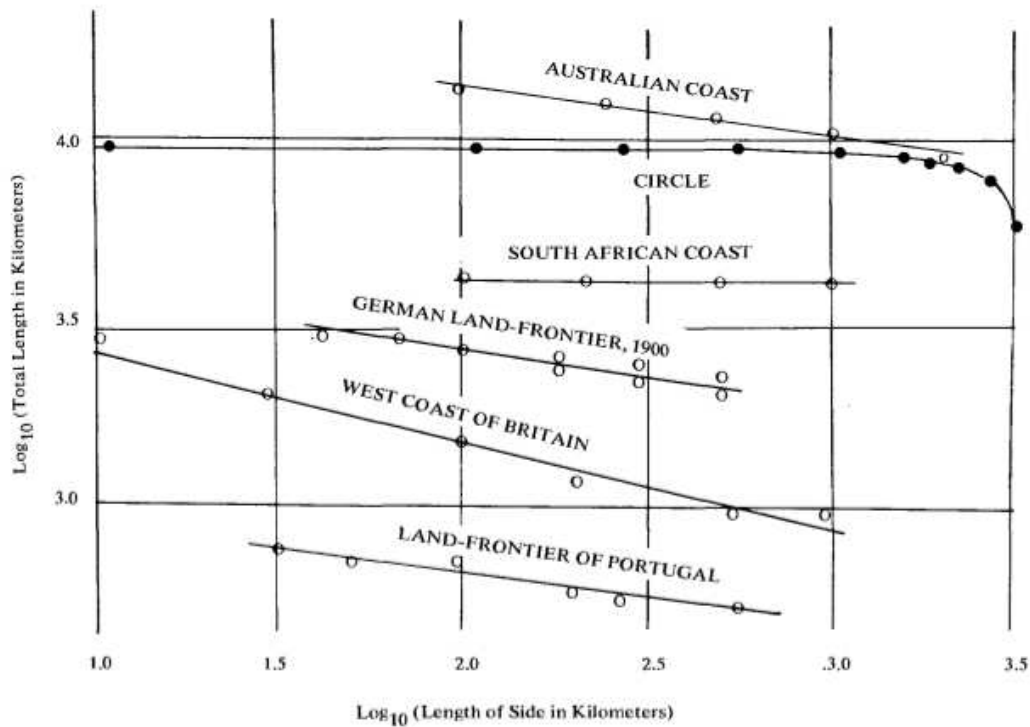 AUSTRALIAN COAST
4.0
CIRCLE
SOUTH AFRICAN COAST
3.5
GERMAN LAND-FRONTIER, 1900
WEST COAST OF BRITAIN
3.0
LAND-FRONTIER OF PORTUGAL
Log10 (Total Length in Kilometers)
1.0 1.5 2.0 2.5 .3.0 3.5
Log10 (Length of Side in Kilometers)